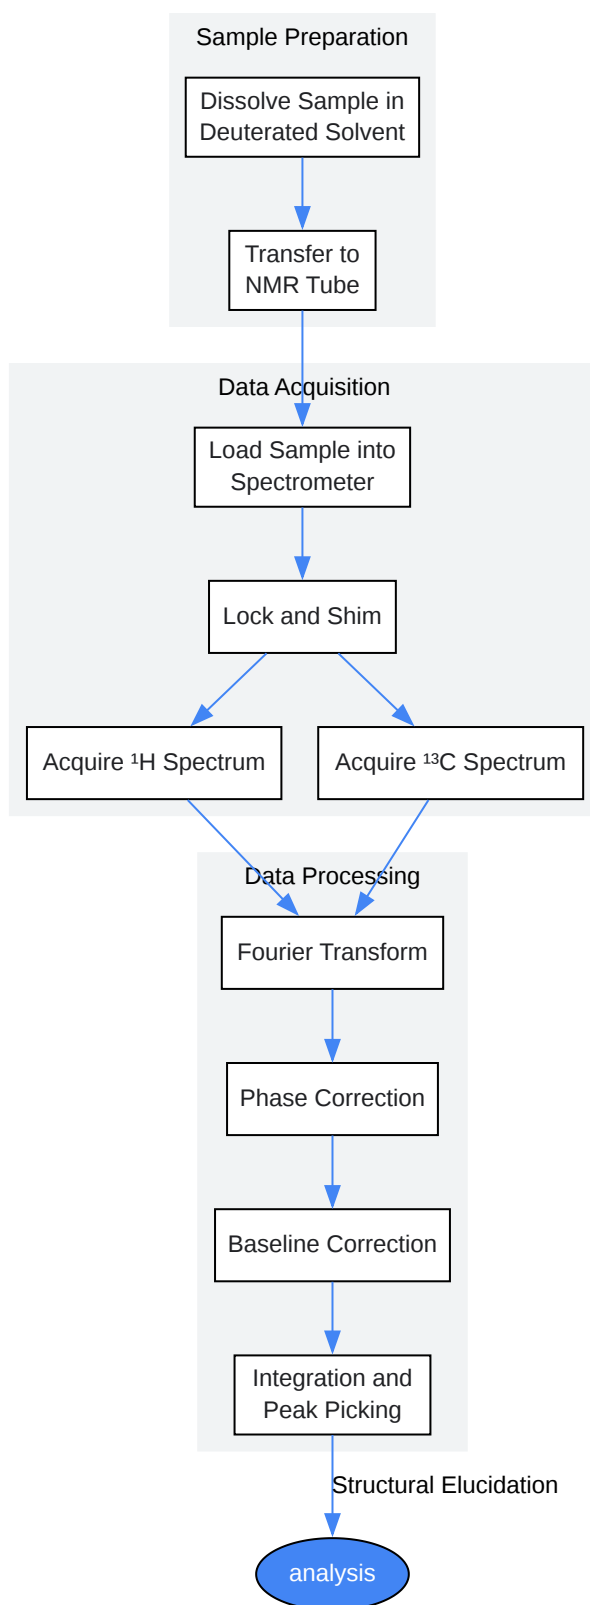 Sample Preparation
Dissolve Sample in
Deuterated Solvent
Transfer to
NMR Tube
Data Acquisition
Load Sample into
Spectrometer
Lock and Shim
Acquire ¹H Spectrum
Acquire ¹³C Spectrum
Data Processing
Fourier Transform
Phase Correction
Baseline Correction
Integration and
Peak Picking
Structural Elucidation
analysis